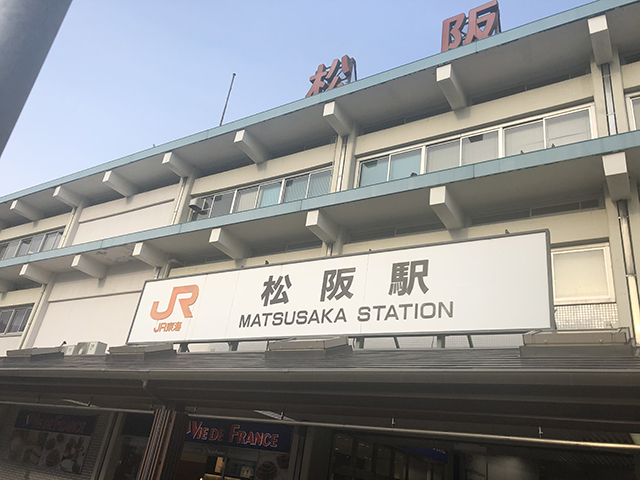 松阪
JR
JR東海
松阪駅
MATSUSAKA STATION
VIE DE FRANCE